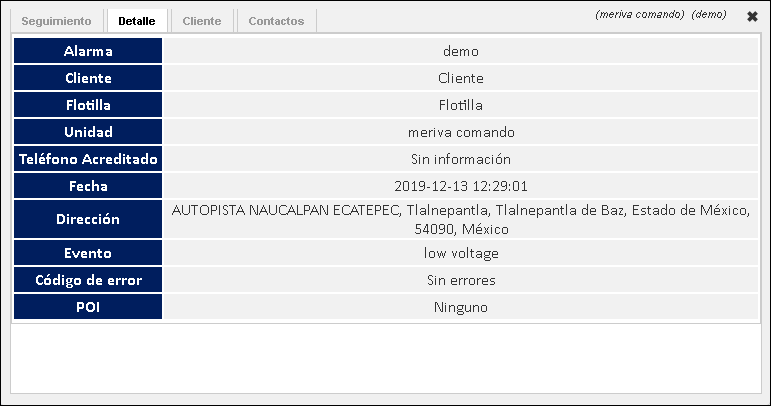 Seguimiento Detalle Cliente Contactos (meriva comando) (demo) ✖
Alarma demo
Cliente Cliente
Flotilla Flotilla
Unidad meriva comando
Teléfono Acreditado Sin información
Fecha 2019-12-13 12:29:01
Dirección AUTOPISTA NAUCALPAN ECATEPEC, Tlalnepantla, Tlalnepantla de Baz, Estado de México,
54090, México
Evento low voltage
Código de error Sin errores
POI Ninguno